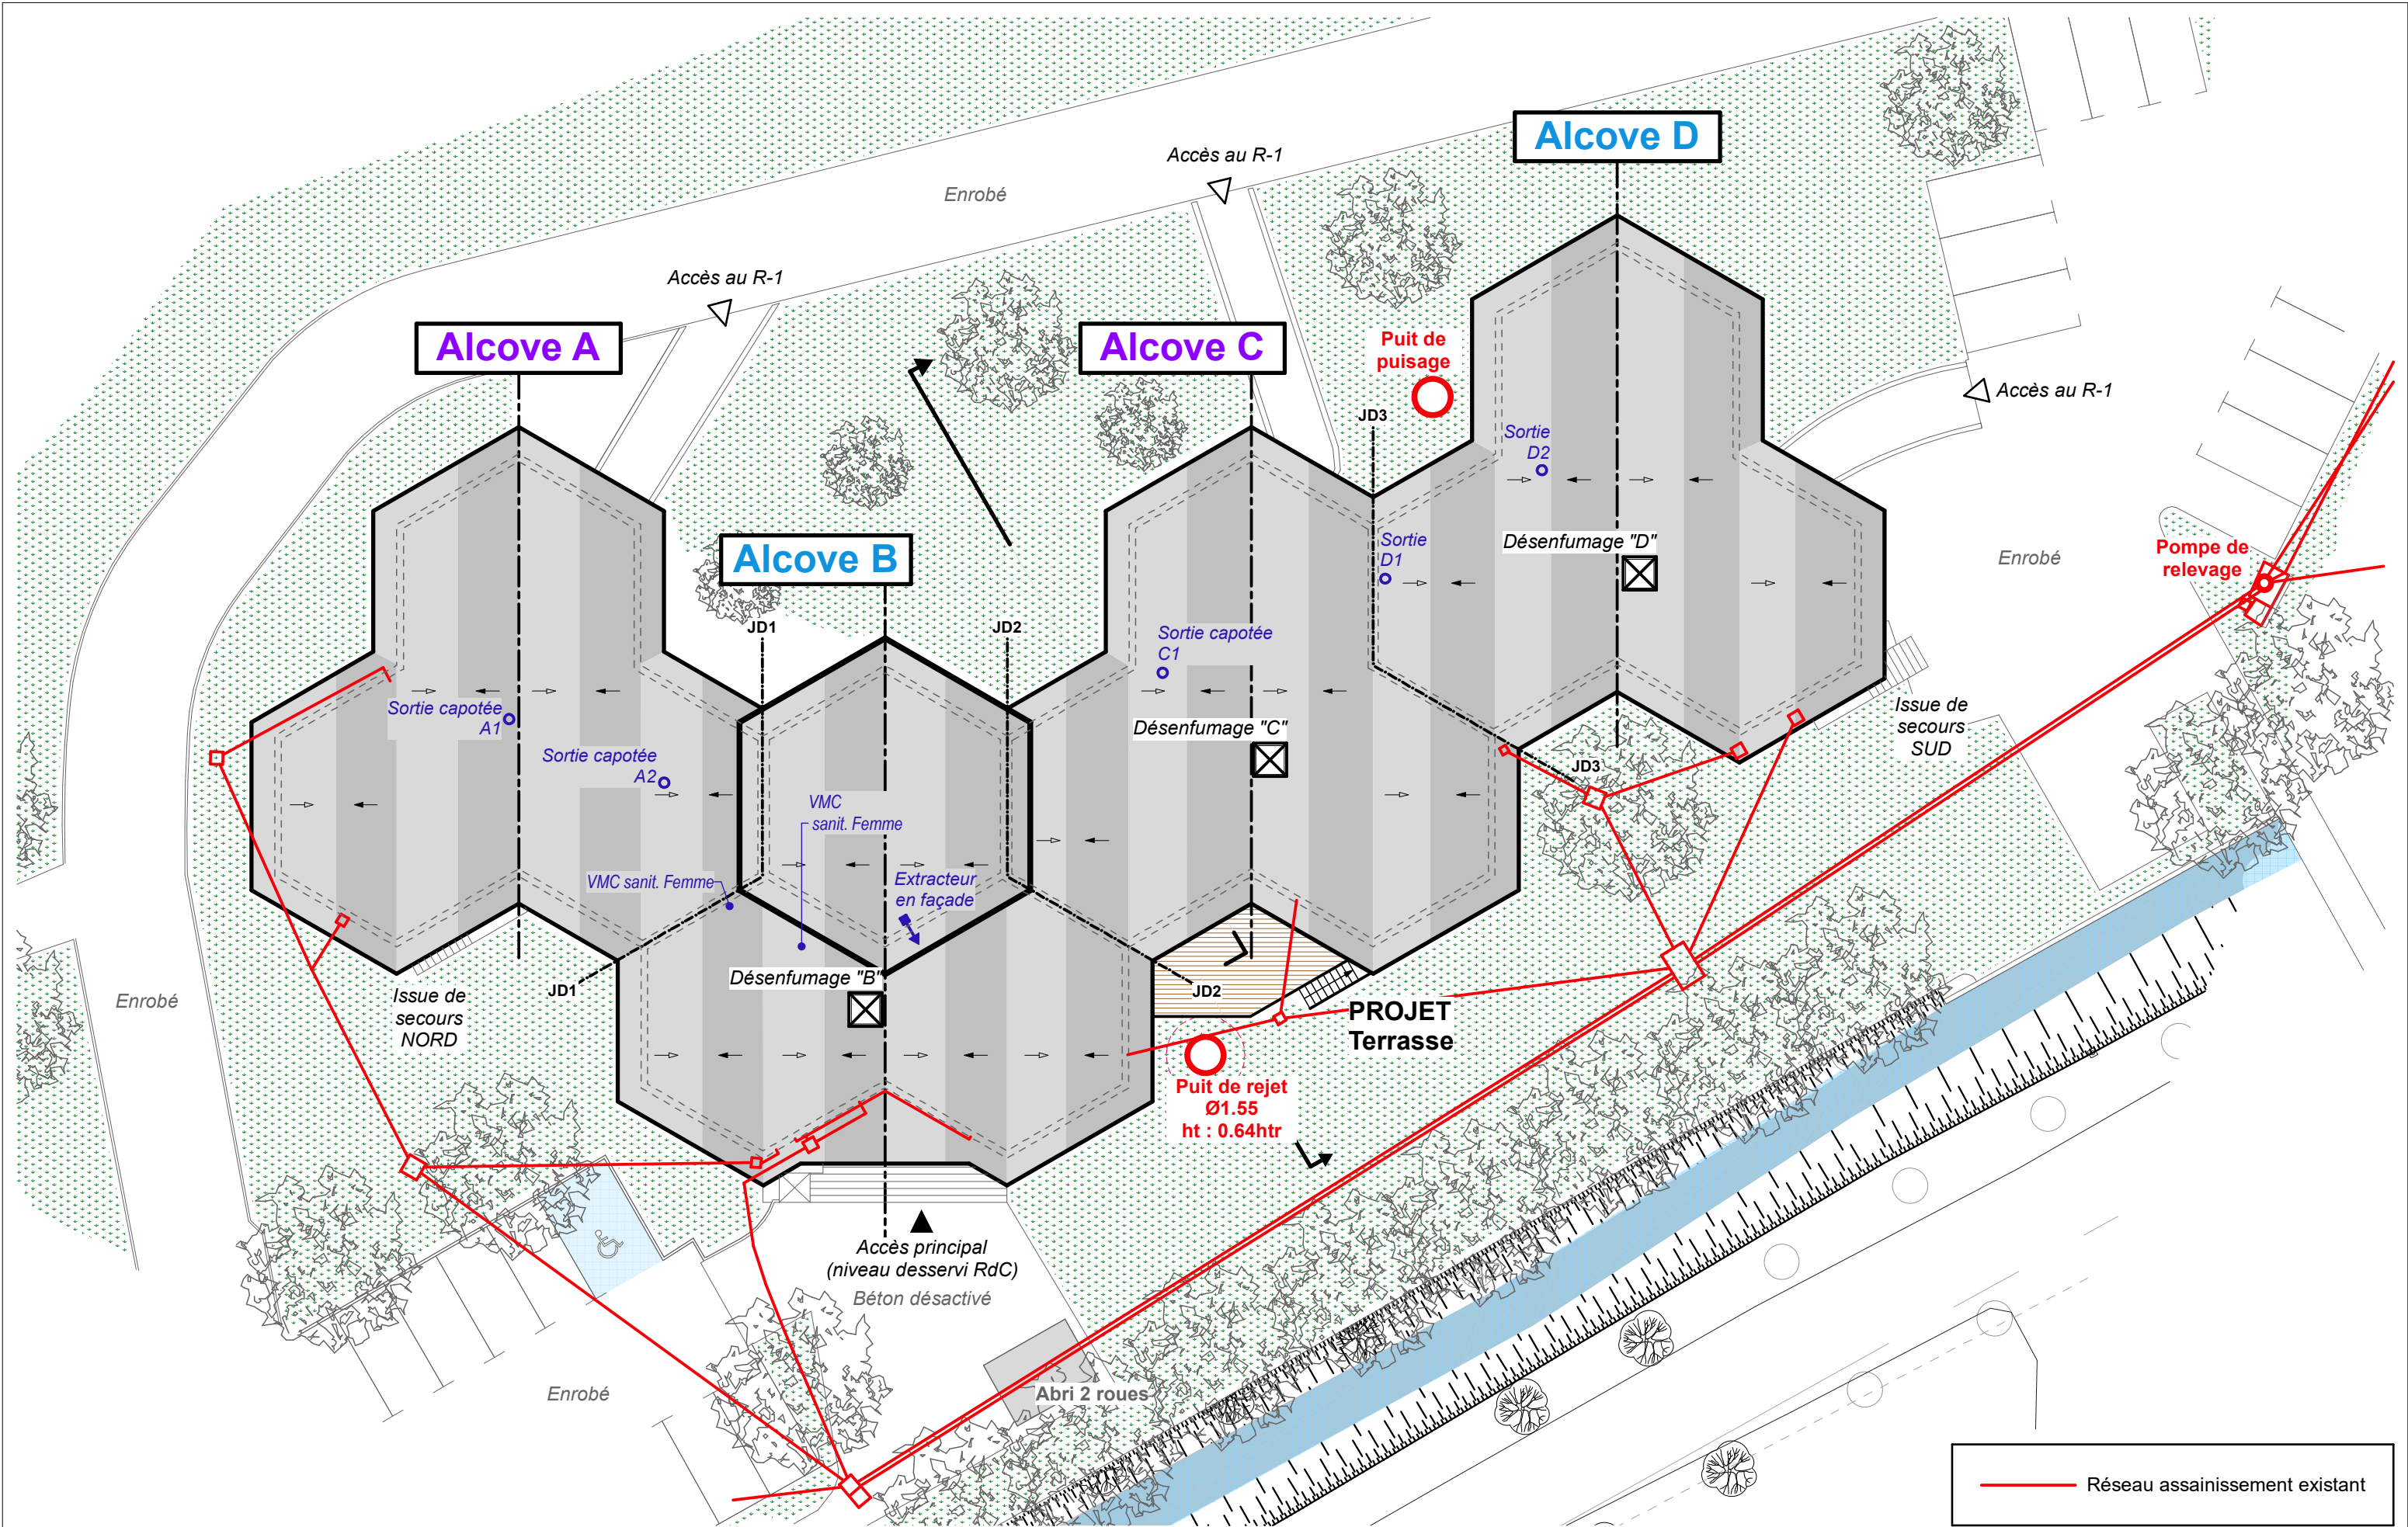 Alcove D
Accès au R-1
Enrobé
Accès au R-1
Alcove A
Alcove C
Puit de
puisage
Accès au R-1
JD3
Sortie
D2
Alcove B
Désenfumage "D"
Sortie
D1
Enrobé
Pompe de
relevage
JD1
JD2
Sortie capotée
C1
Sortie capotée
A1
Désenfumage "C"
Issue de
secours
SUD
Sortie capotée
A2
JD3
VMC
sanit. Femme
VMC sanit. Femme
Extracteur
en façade
Désenfumage "B"
JD1
JD2
Enrobé
Issue de
secours
NORD
PROJET
Terrasse
Puit de rejet
Ø1.55
ht : 0.64htr
Accès principal
(niveau desservi RdC)
Béton désactivé
Enrobé
Abri 2 roues
Réseau assainissement existant